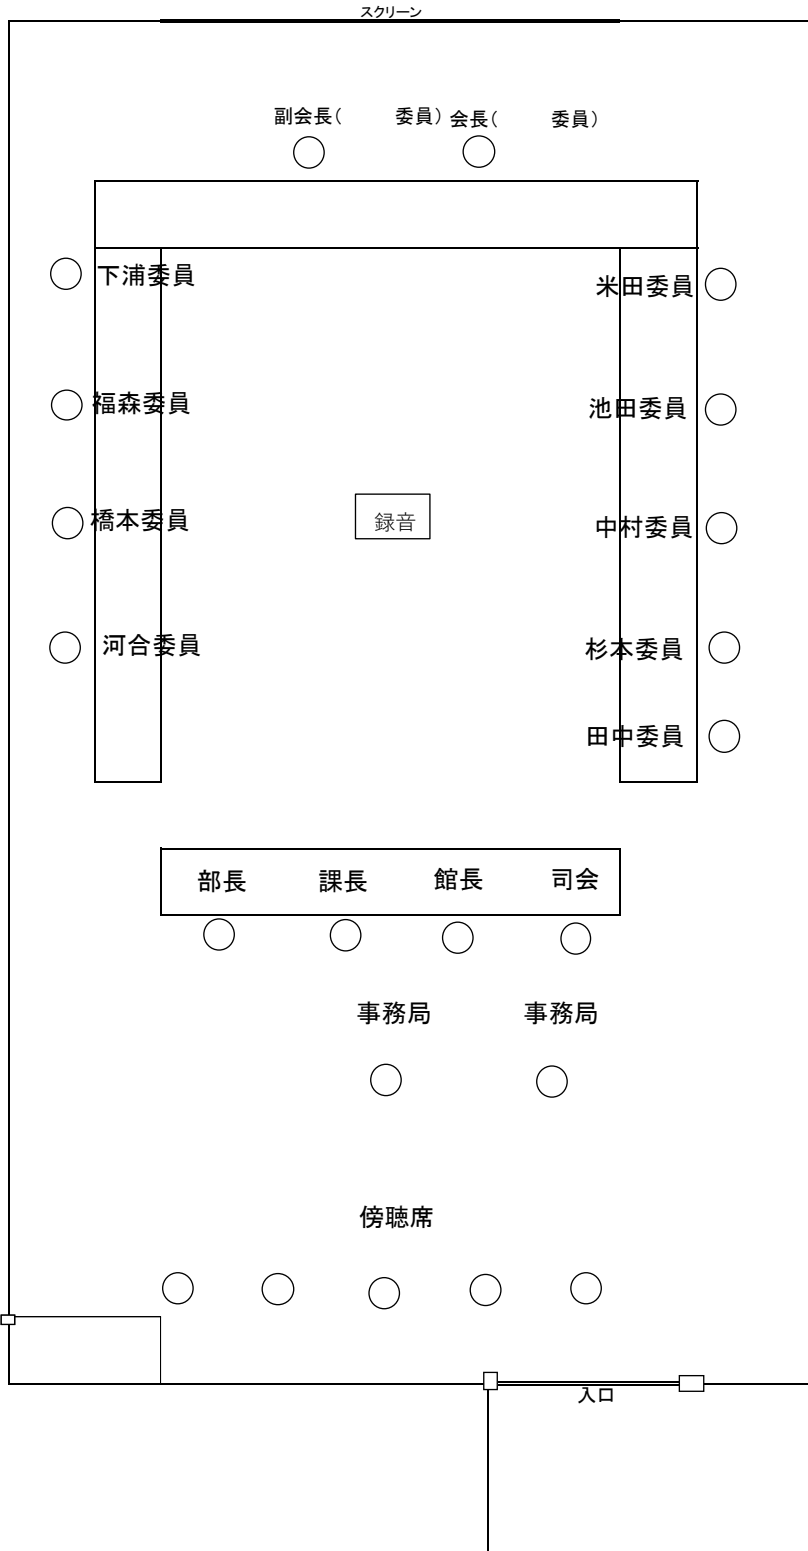 スクリーン
副会長(　　　委員) 会長(　　　委員)
下浦委員
米田委員
福森委員
池田委員
橋本委員
録音
中村委員
河合委員
杉本委員
田中委員
部長 課長 館長 司会
事務局 事務局
傍聴席
入口